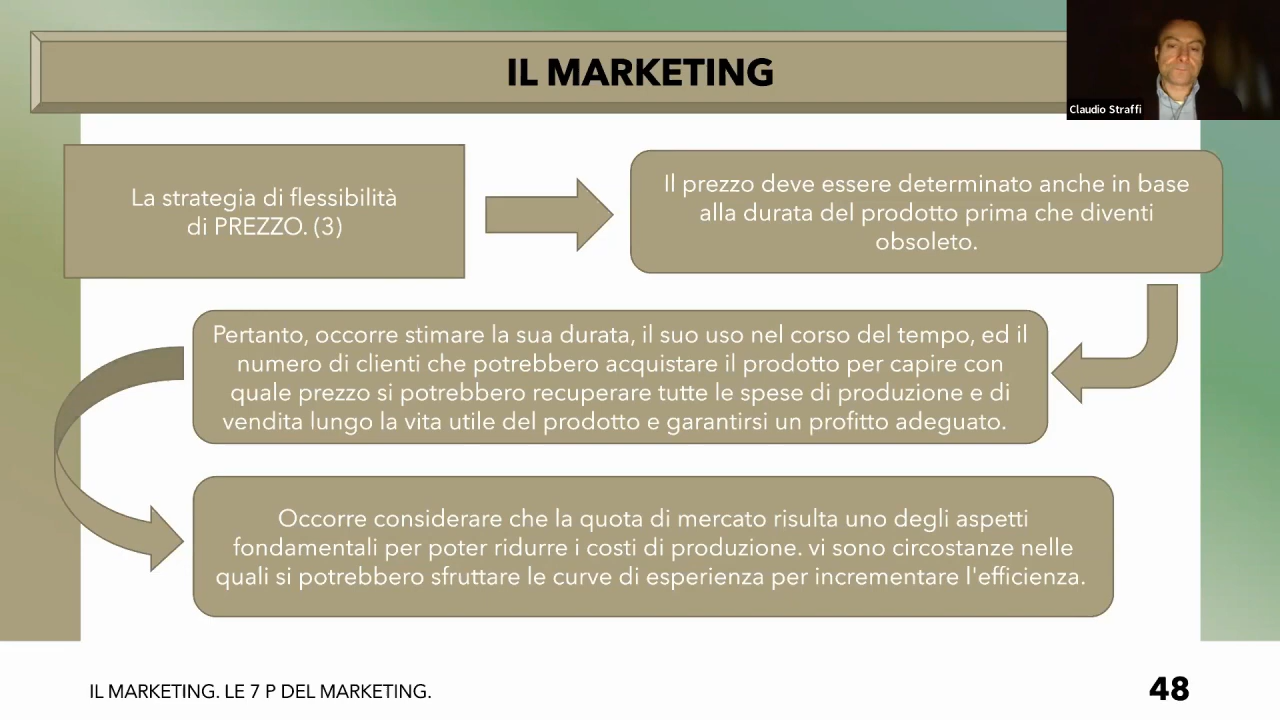 IL MARKETING
Claudio Straffi
La strategia di flessibilità
di PREZZO. (3)
Il prezzo deve essere determinato anche in base
alla durata del prodotto prima che diventi
obsoleto.
Pertanto, occorre stimare la sua durata, il suo uso nel corso del tempo, ed il
numero di clienti che potrebbero acquistare il prodotto per capire con
quale prezzo si potrebbero recuperare tutte le spese di produzione e di
vendita lungo la vita utile del prodotto e garantirsi un profitto adeguato.
Occorre considerare che la quota di mercato risulta uno degli aspetti
fondamentali per poter ridurre i costi di produzione. vi sono circostanze nelle
quali si potrebbero sfruttare le curve di esperienza per incrementare l'efficienza.
IL MARKETING. LE 7 P DEL MARKETING.
48